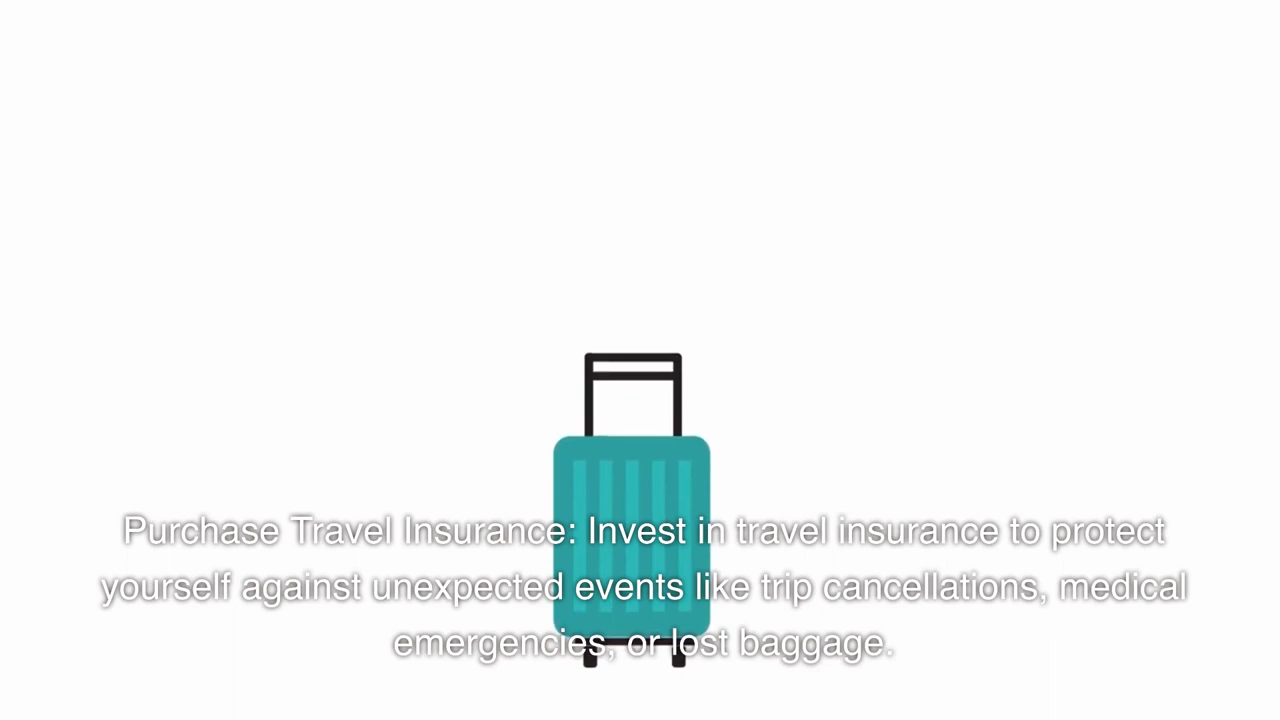 Purchase Travel Insurance: Invest in travel insurance to protect
yourself against unexpected events like trip cancellations, medical
emergencies, or lost baggage.